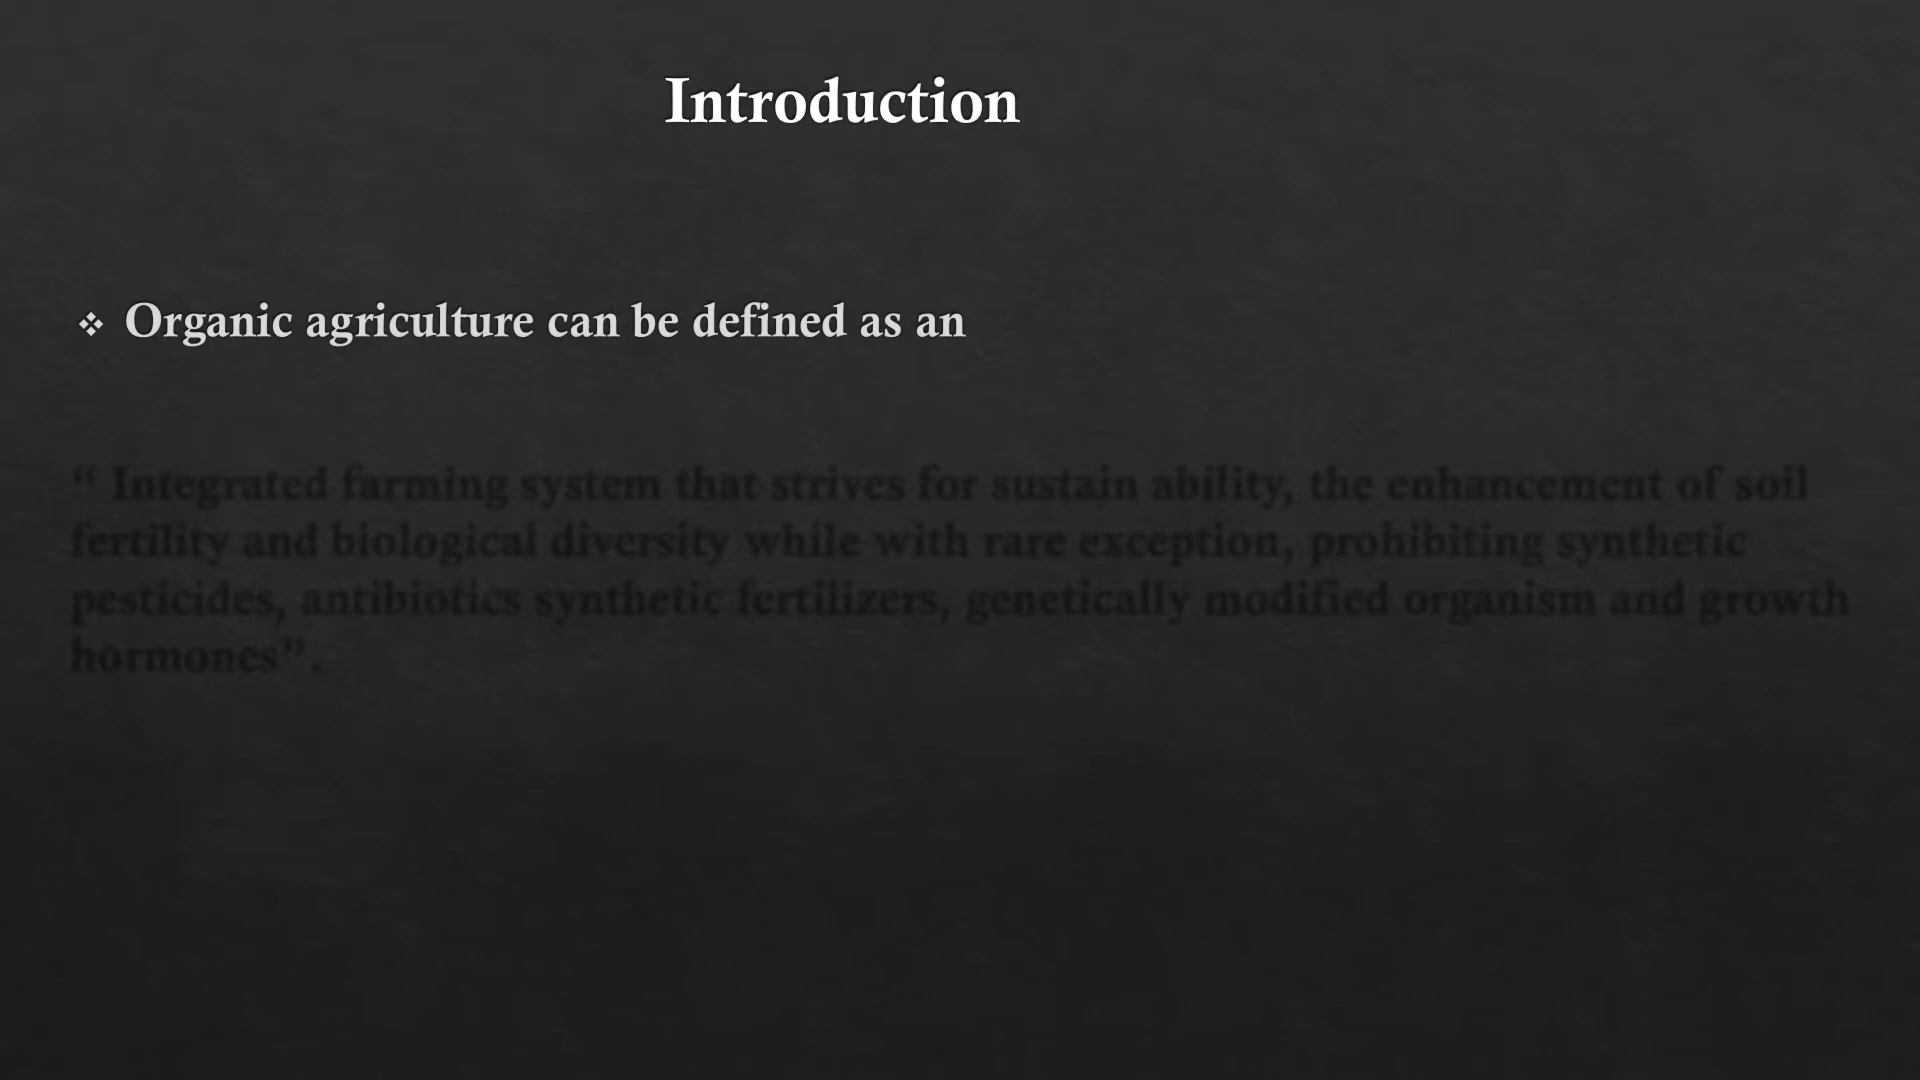 Introduction
❖ Organic agriculture can be defined as an
“ Integrated farming system that strives for sustain ability, the enhancement of soil
fertility and biological diversity while with rare exception, prohibiting synthetic
pesticides, antibiotics synthetic fertilizers, genetically modified organism and growth
hormones”.